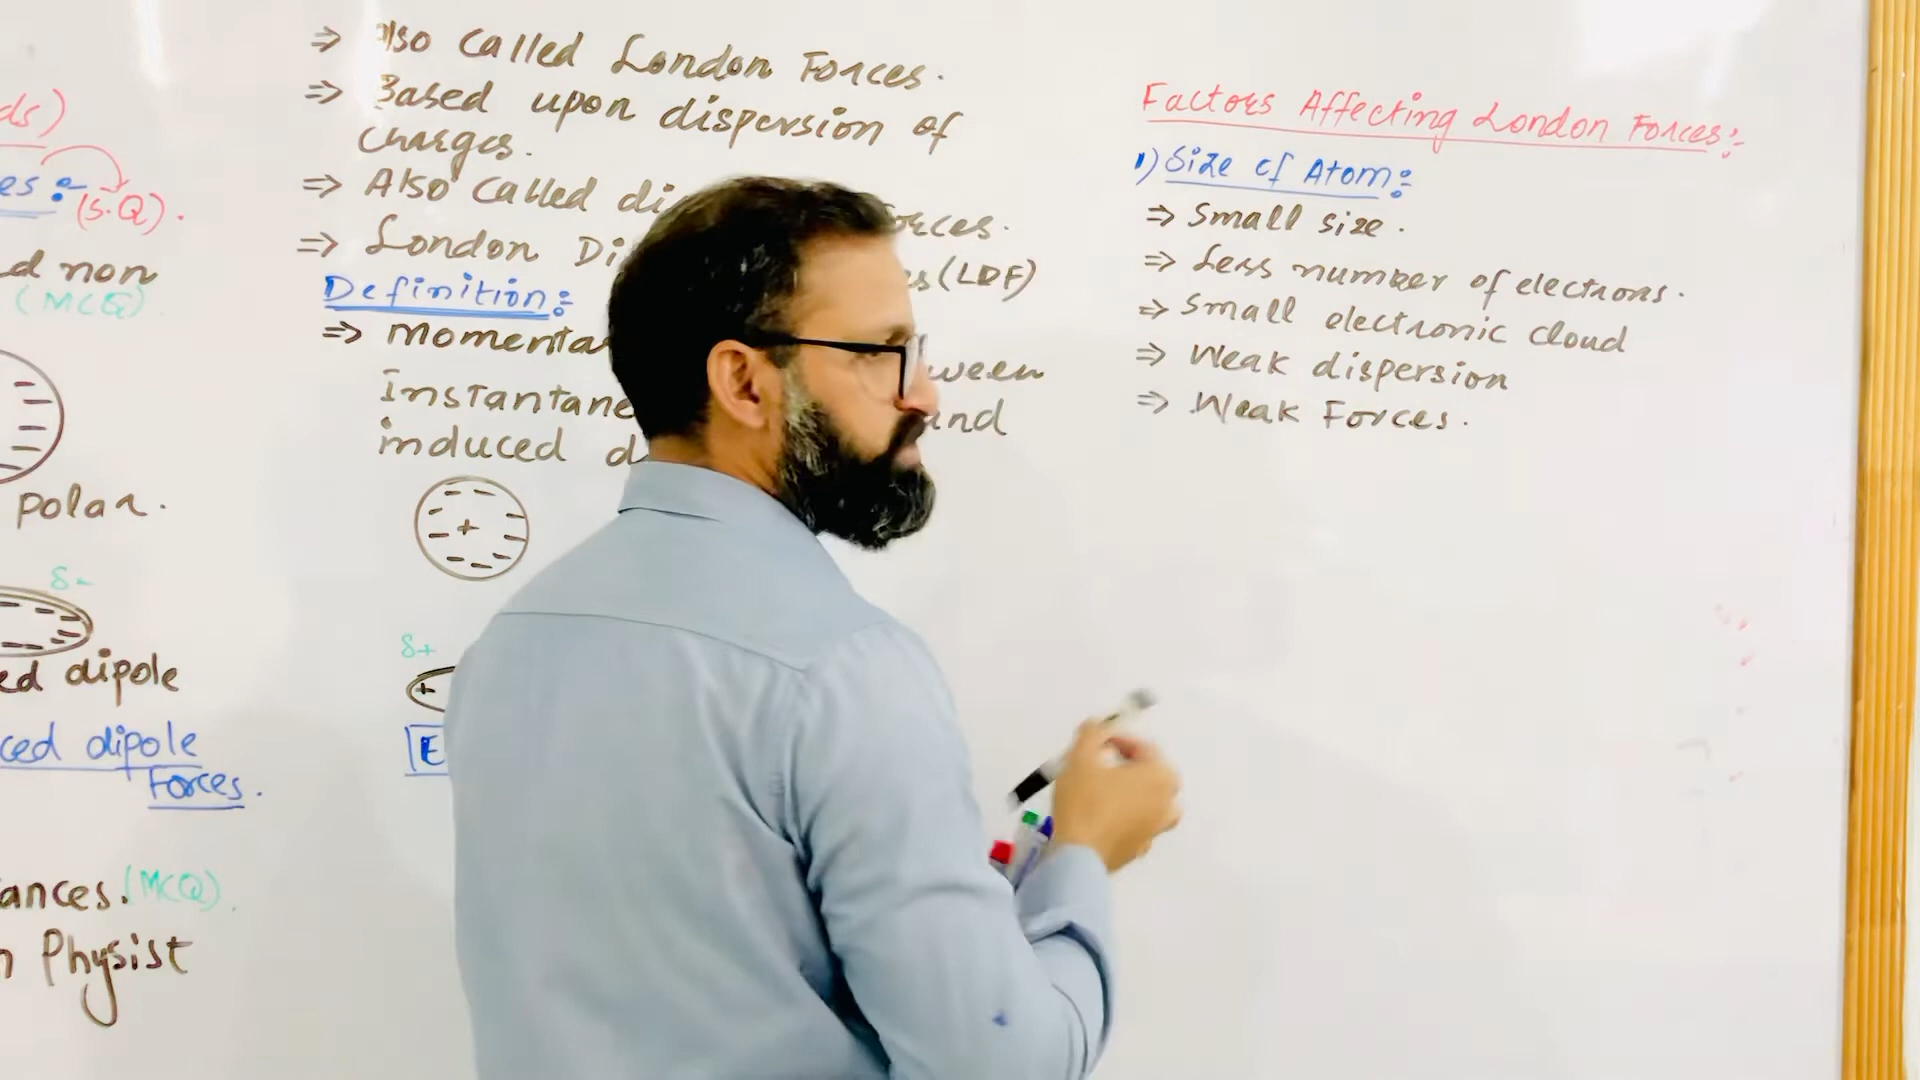 ds)
es:
(S.Q).
d non
(MCQ).
polar.
δ-
ed dipole
ced dipole
Forces.
ances. (MCQ).
n Physist
⇒ Also called London Forces.
⇒ Based upon dispersion of
charges.
⇒ Also called di rces.
⇒ London Di s (LDF)
Definition:-
⇒ Momenta ween
Instantane and
induced d
+
δ+
+
E
Factors Affecting London Forces:-
1) Size of Atom:-
⇒ Small size.
⇒ Less number of electrons.
⇒ Small electronic cloud
⇒ Weak dispersion
⇒ Weak Forces.